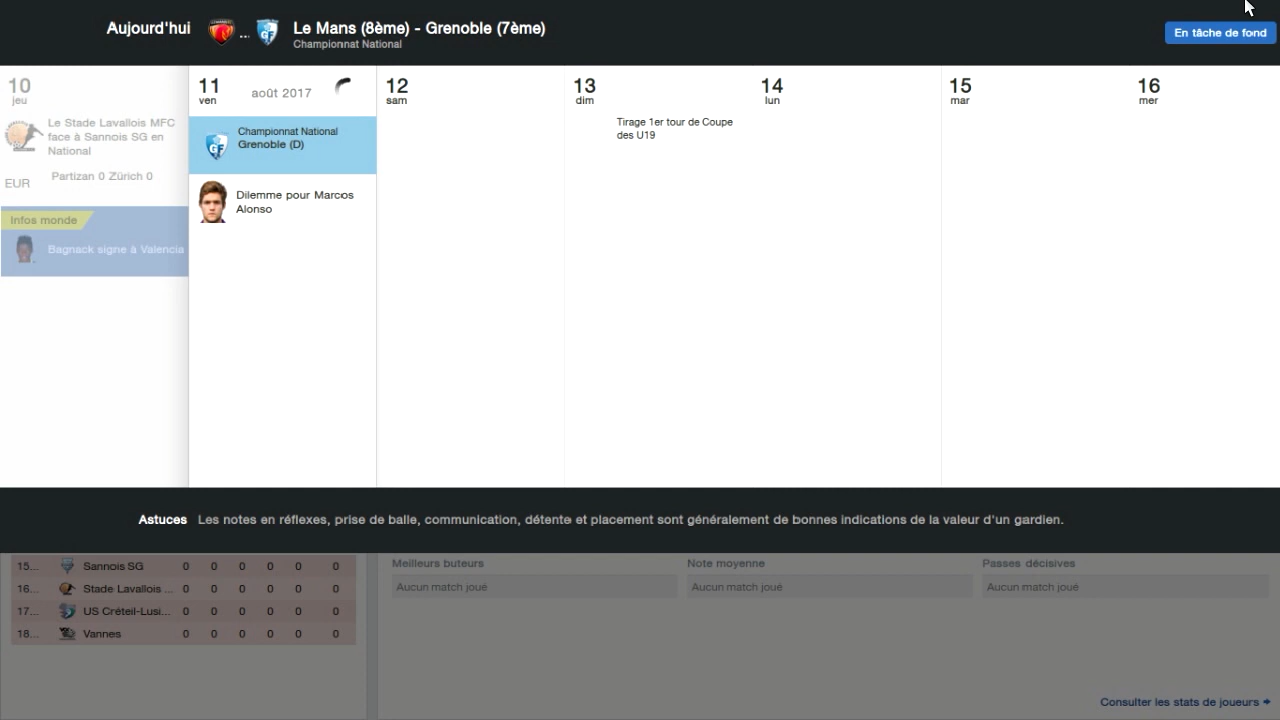 Aujourd'hui ... Le Mans (8ème) - Grenoble (7ème)
Championnat National
En tâche de fond
10
jeu
Le Stade Lavallois MFC
face à Sannois SG en
National
EUR Partizan 0 Zürich 0
Infos monde
Bagnack signe à Valencia
11
ven
août 2017
Championnat National
Grenoble (D)
Dilemme pour Marcos
Alonso
12
sam
13
dim
Tirage 1er tour de Coupe
des U19
14
lun
15
mar
16
mer
Astuces Les notes en réflexes, prise de balle, communication, détente et placement sont généralement de bonnes indications de la valeur d'un gardien.
15... Sannois SG 0 0 0 0 0 0
16... Stade Lavallois ... 0 0 0 0 0 0
17... US Créteil-Lusi... 0 0 0 0 0 0
18... Vannes 0 0 0 0 0 0
Meilleurs buteurs
Aucun match joué
Note moyenne
Aucun match joué
Passes décisives
Aucun match joué
Consulter les stats de joueurs